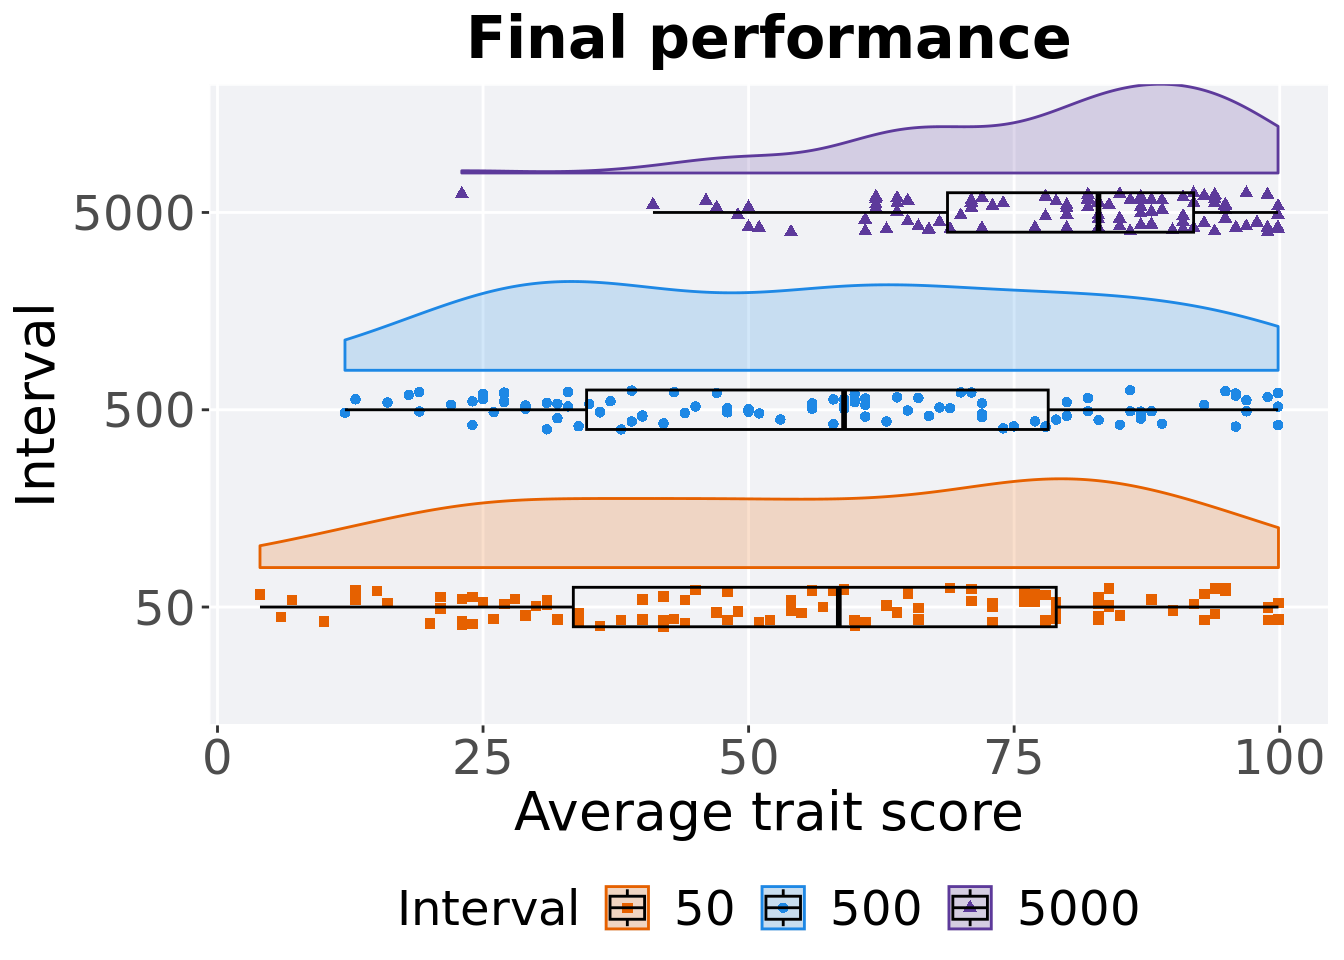 Final performance
5000
500
50
Interval
0 25 50 75 100
Average trait score
Interval 50 500 5000